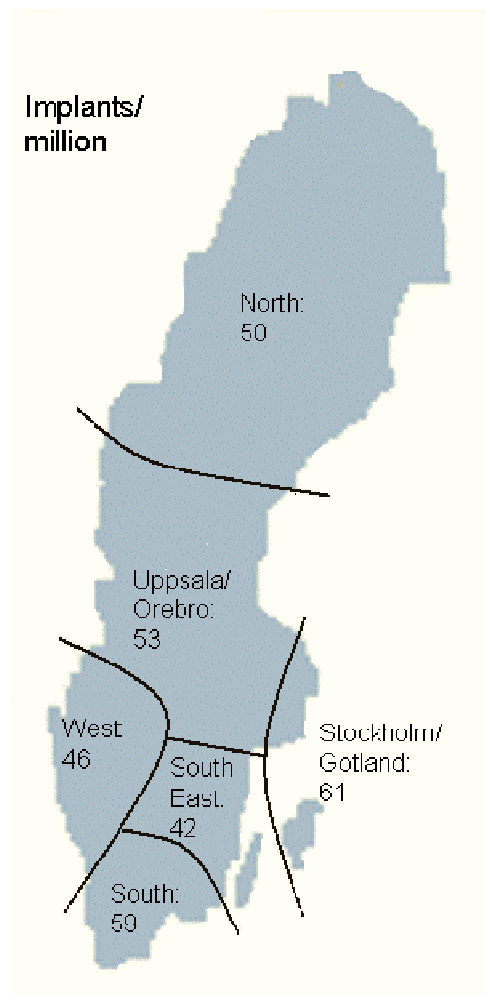 Implants/
million
North:
50
Uppsala/
Orebro:
53
West
46
Stockholm/
Gotland:
61
South
East.
42
South:
59